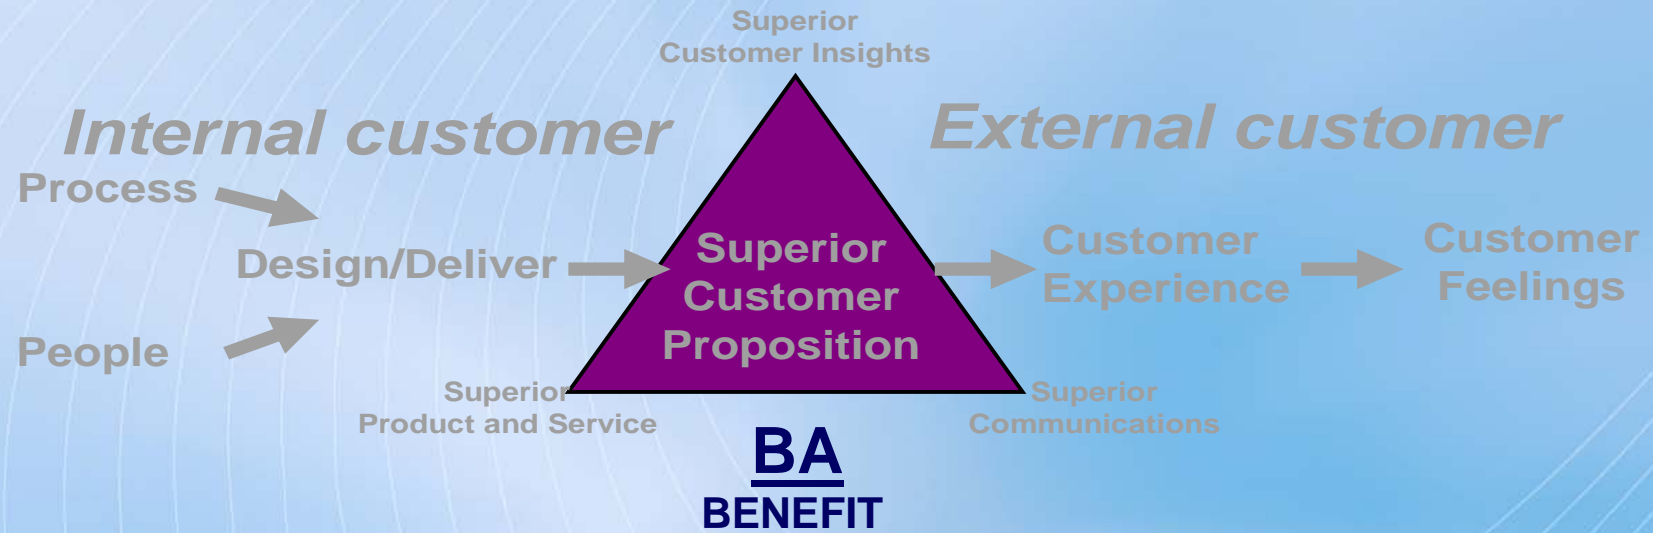 Superior
Customer Insights
Internal customer
External customer
Process
Design/Deliver
People
Superior
Customer
Proposition
Customer
Experience
Customer
Feelings
Superior
Product and Service
Superior
Communications
BA
BENEFIT